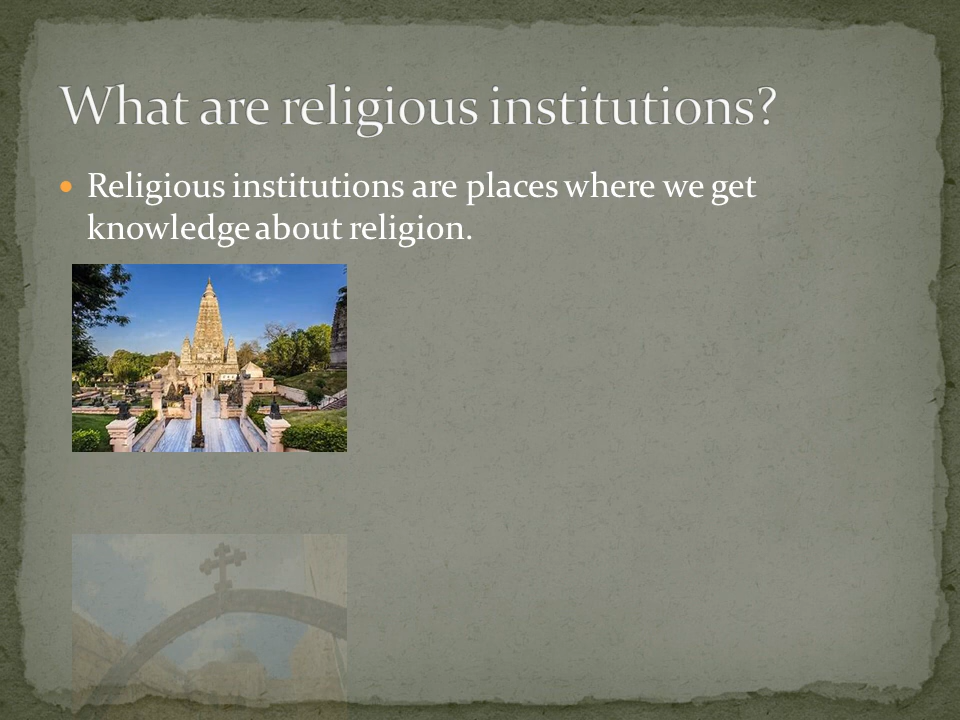 What are religious institutions?
Religious institutions are places where we get
knowledge about religion.